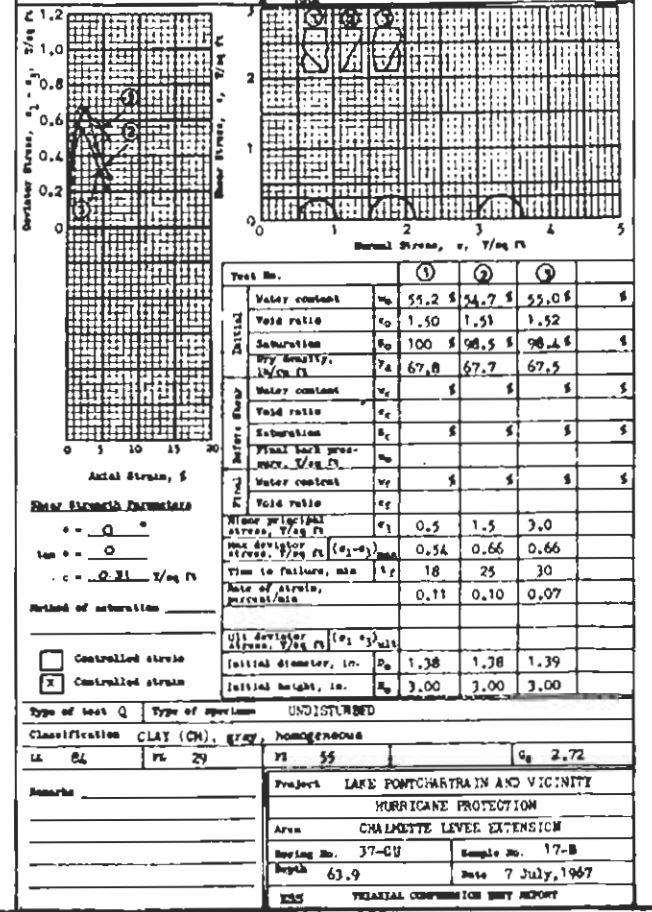 1.2
1.0
0.8
0.6
0.4
0.2
0
Deviator Stress, σ1 - σ3, T/sq ft
① 
②
③
0 5 10 15 20
Axial Strain, %
① ② ③
3
2
1
0
Shear Stress, τ, T/sq ft
0 1 2 3 4 5
Normal Stress, σ, T/sq ft
Shear Strength Parameters
φ = 0 °
tan φ = 0
c = 0.31 T/sq ft
Method of saturation
Controlled stress
X Controlled strain
Test No. ① ② ③
Initial
Water content w₀ 55.2 % 54.7 % 55.0 % %
Void ratio e₀ 1.50 1.51 1.52
Saturation S₀ 100 % 98.5 % 98.4 % %
Dry density, lb/cu ft γd 67.8 67.7 67.5
Before Shear
Water content wc % % % %
Void ratio ec
Saturation Sc % % % %
Final back pressure, T/sq ft u₀
Final
Water content wf % % % %
Void ratio ef
Minor principal stress, T/sq ft 0.5 1.5 3.0
Max deviator stress, T/sq ft (σ1-σ3)max 0.54 0.66 0.66
Time to failure, min tf 18 25 30
Rate of strain, percent/min 0.11 0.10 0.07
Ult deviator stress, T/sq ft (σ1 σ3)ult
Initial diameter, in. D₀ 1.38 1.38 1.39
Initial height, in. H₀ 3.00 3.00 3.00
Type of test Q Type of specimen UNDISTURBED
Classification CLAY (CH), gray, homogeneous
LL 84 PL 29 PI 55 Gs 2.72
Remarks
Project LAKE PONTCHARTRAIN AND VICINITY
HURRICANE PROTECTION
Area CHALMETTE LEVEE EXTENSION
Boring No. 37-CU Sample No. 17-B
Depth 63.9 Date 7 July, 1967
TRIAXIAL COMPRESSION TEST REPORT